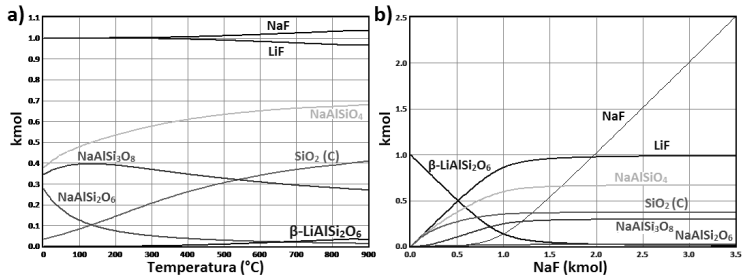 a)
1.1
1.0
0.9
0.8
0.7
0.6
0.5
0.4
0.3
0.2
0.1
0.0
kmol
NaF
LiF
NaAlSiO₄
NaAlSi₃O₈
SiO₂ (C)
NaAlSi₂O₆
β-LiAlSi₂O₆
0 100 200 300 400 500 600 700 800 900
Temperatura (°C)
b)
2.5
2.0
1.5
1.0
0.5
0.0
kmol
NaF
LiF
β-LiAlSi₂O₆
NaAlSiO₄
SiO₂ (C)
NaAlSi₃O₈
NaAlSi₂O₆
0.0 0.5 1.0 1.5 2.0 2.5 3.0 3.5
NaF (kmol)